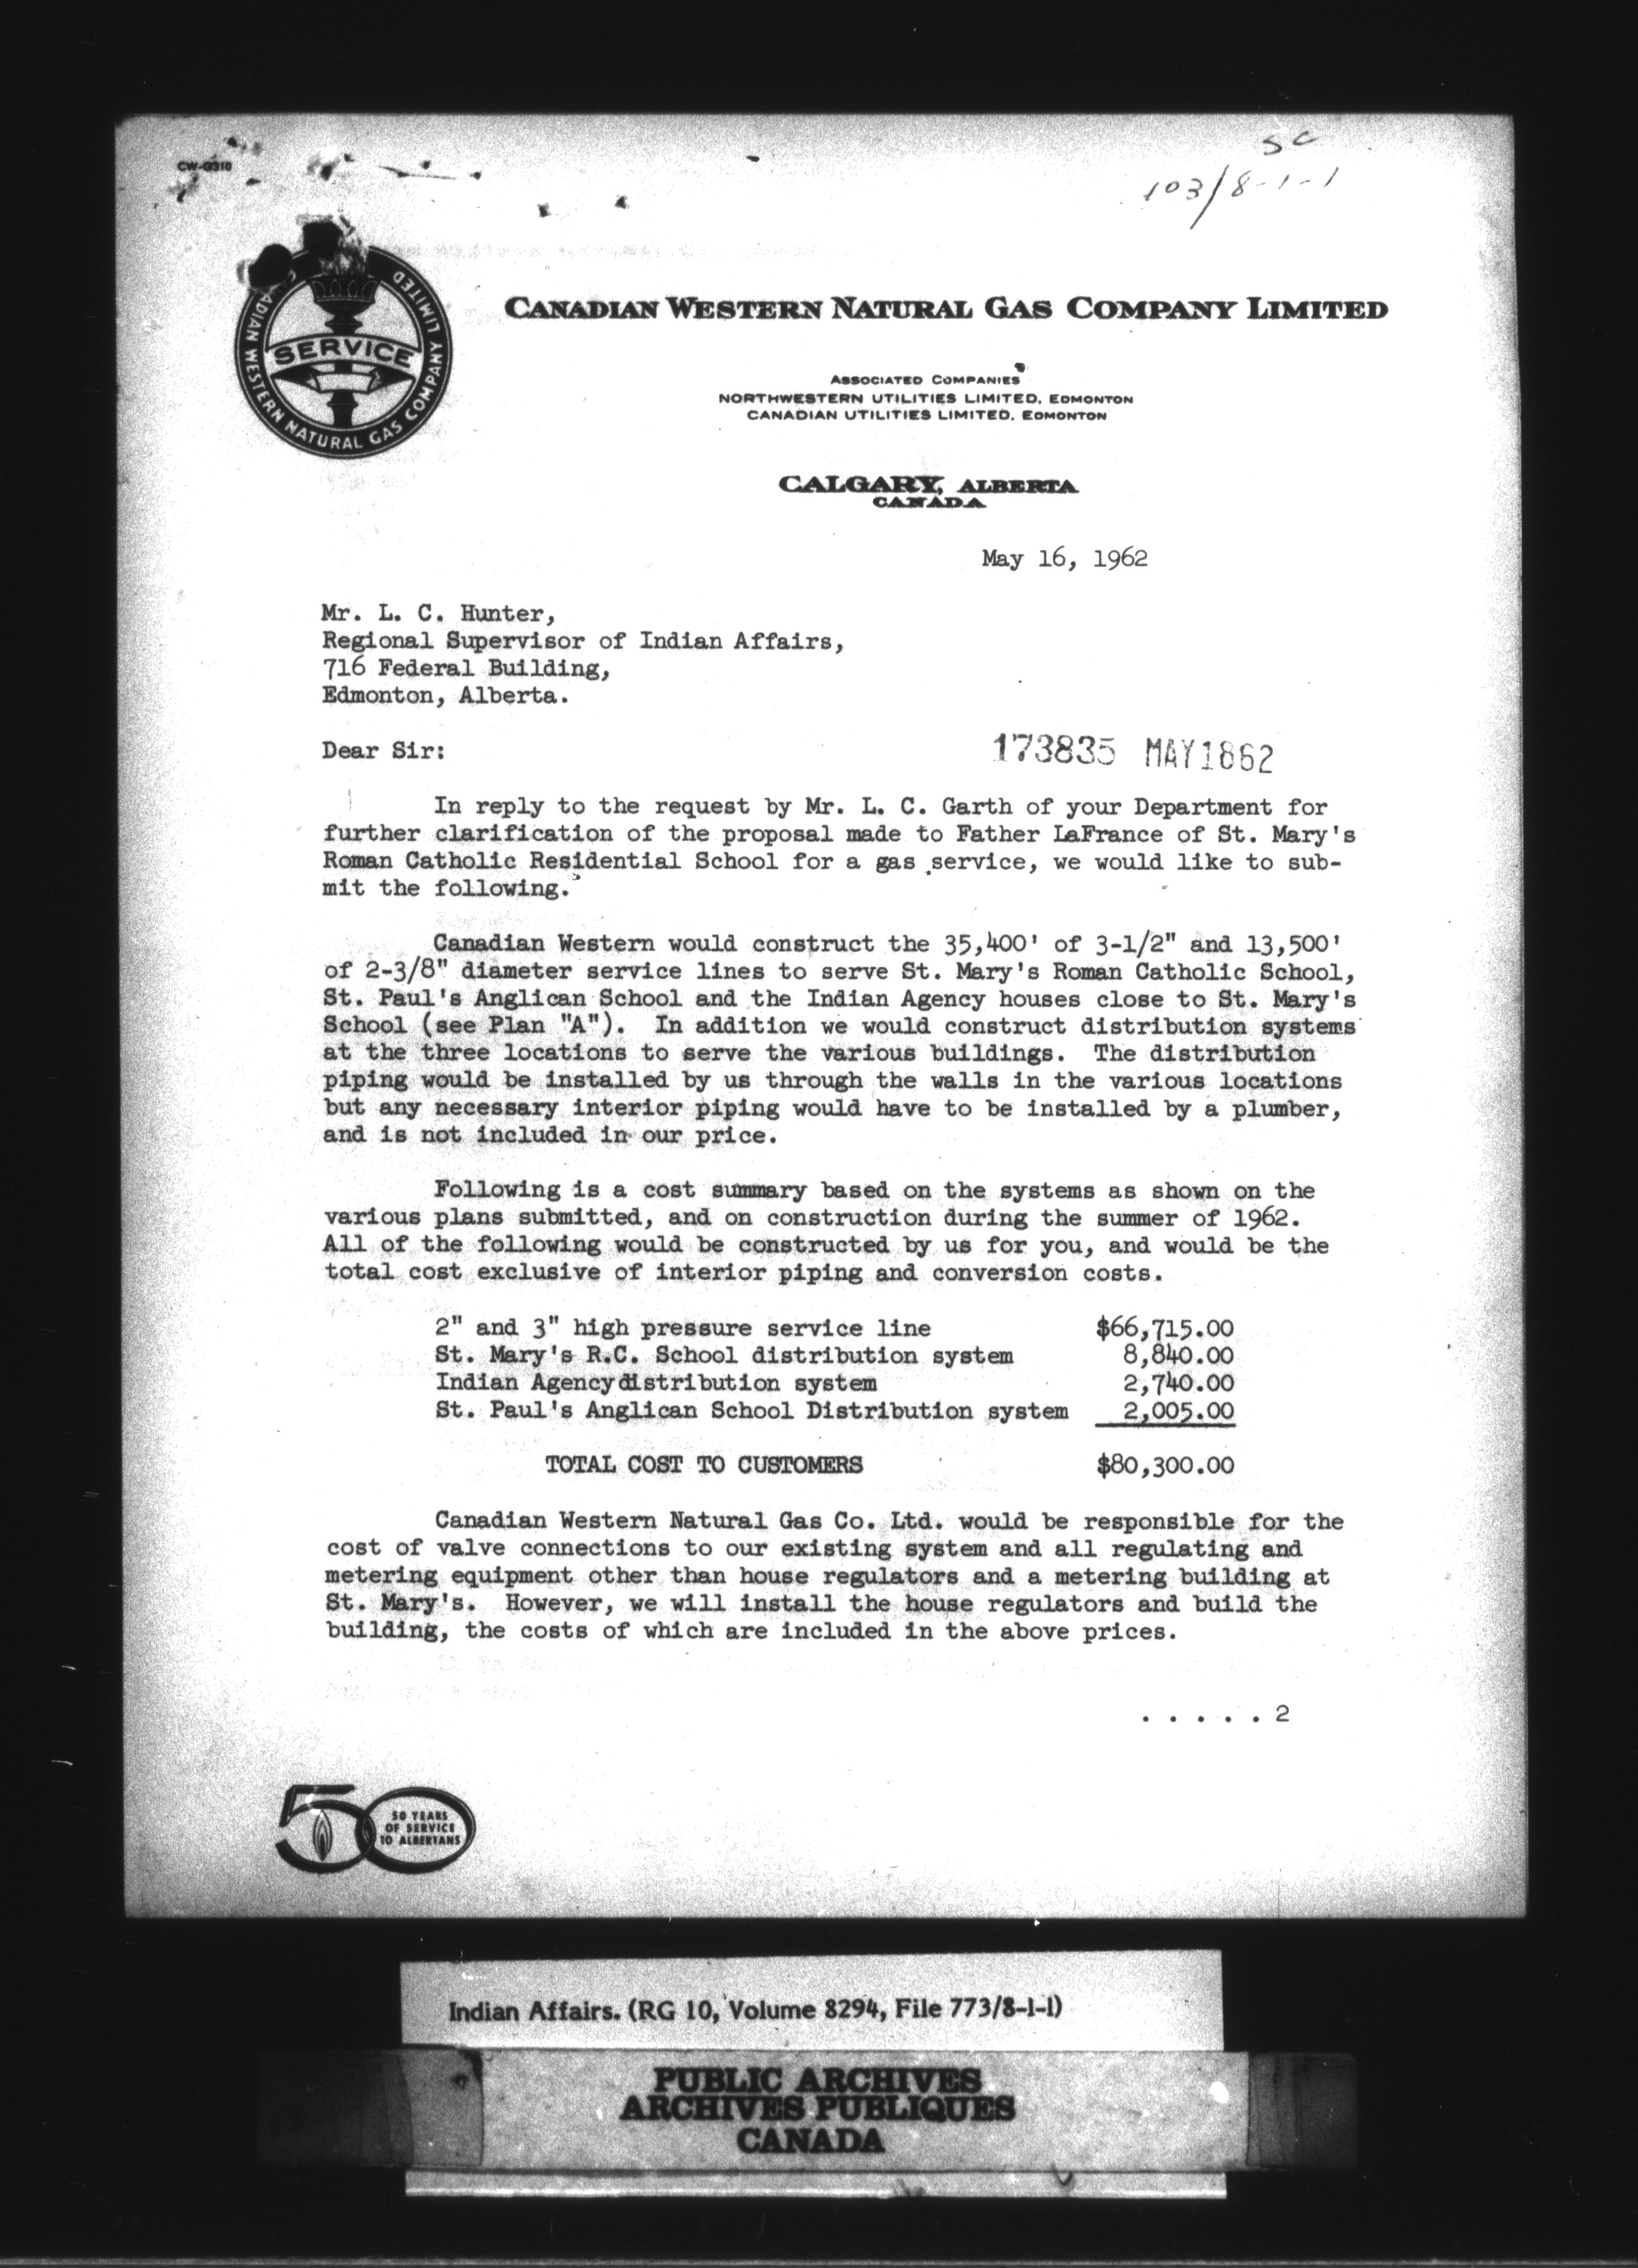 CW-G310
SC
103/8-1-1
CANADIAN WESTERN NATURAL GAS COMPANY LIMITED
SERVICE
CANADIAN WESTERN NATURAL GAS COMPANY LIMITED
ASSOCIATED COMPANIES
NORTHWESTERN UTILITIES LIMITED, EDMONTON
CANADIAN UTILITIES LIMITED, EDMONTON
CALGARY, ALBERTA
CANADA
May 16, 1962
Mr. L. C. Hunter,
Regional Supervisor of Indian Affairs,
716 Federal Building,
Edmonton, Alberta.
Dear Sir:
173835 MAY1862
In reply to the request by Mr. L. C. Garth of your Department for
further clarification of the proposal made to Father LaFrance of St. Mary's
Roman Catholic Residential School for a gas service, we would like to sub-
mit the following.
Canadian Western would construct the 35,400' of 3-1/2" and 13,500'
of 2-3/8" diameter service lines to serve St. Mary's Roman Catholic School,
St. Paul's Anglican School and the Indian Agency houses close to St. Mary's
School (see Plan "A"). In addition we would construct distribution systems
at the three locations to serve the various buildings. The distribution
piping would be installed by us through the walls in the various locations
but any necessary interior piping would have to be installed by a plumber,
and is not included in our price.
Following is a cost summary based on the systems as shown on the
various plans submitted, and on construction during the summer of 1962.
All of the following would be constructed by us for you, and would be the
total cost exclusive of interior piping and conversion costs.
2" and 3" high pressure service line $66,715.00
St. Mary's R.C. School distribution system 8,840.00
Indian Agency distribution system 2,740.00
St. Paul's Anglican School Distribution system 2,005.00
TOTAL COST TO CUSTOMERS $80,300.00
Canadian Western Natural Gas Co. Ltd. would be responsible for the
cost of valve connections to our existing system and all regulating and
metering equipment other than house regulators and a metering building at
St. Mary's. However, we will install the house regulators and build the
building, the costs of which are included in the above prices.
. . . . . 2
50
50 YEARS
OF SERVICE
TO ALBERTANS
Indian Affairs. (RG 10, Volume 8294, File 773/8-1-1)
PUBLIC ARCHIVES
ARCHIVES PUBLIQUES
CANADA